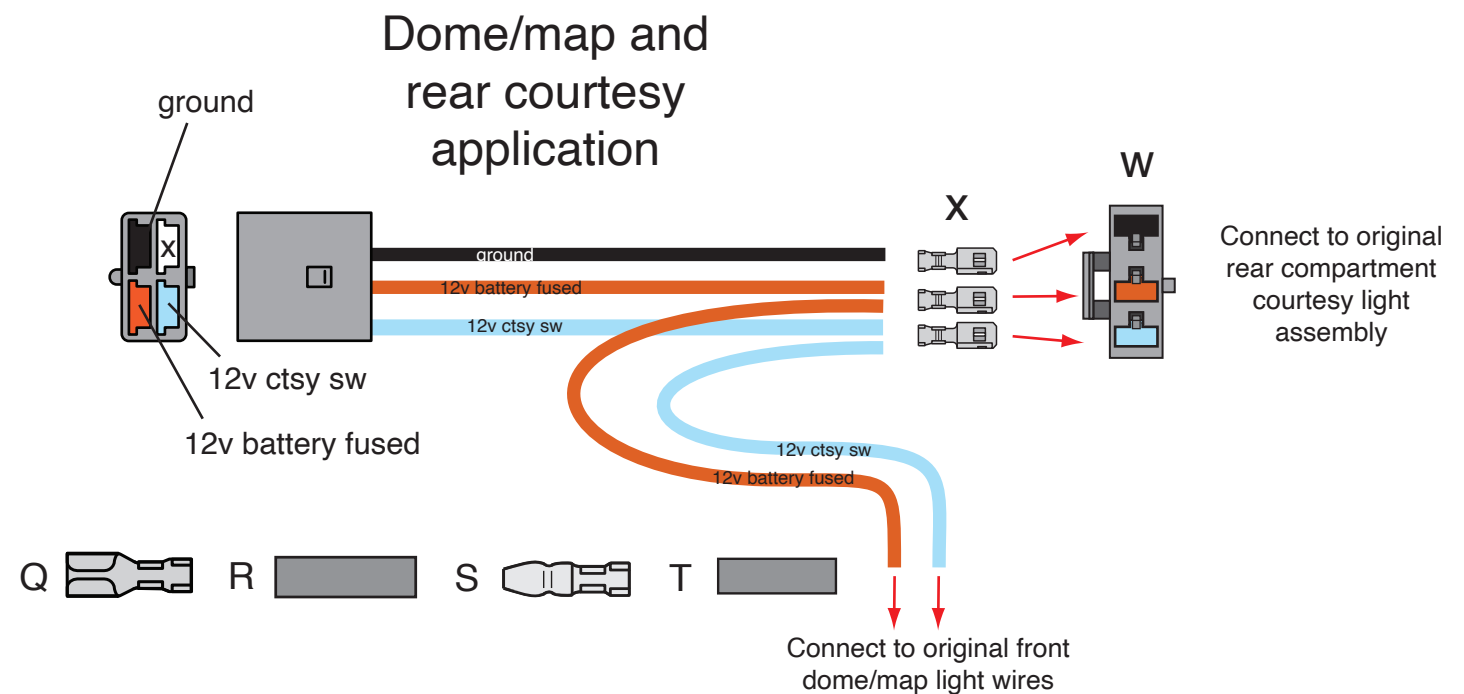 Dome/map and
rear courtesy
application
ground
X
ground
12v battery fused
12v ctsy sw
12v ctsy sw
12v battery fused
X
W
Connect to original
rear compartment
courtesy light
assembly
12v ctsy sw
12v battery fused
Q
R
S
T
Connect to original front
dome/map light wires